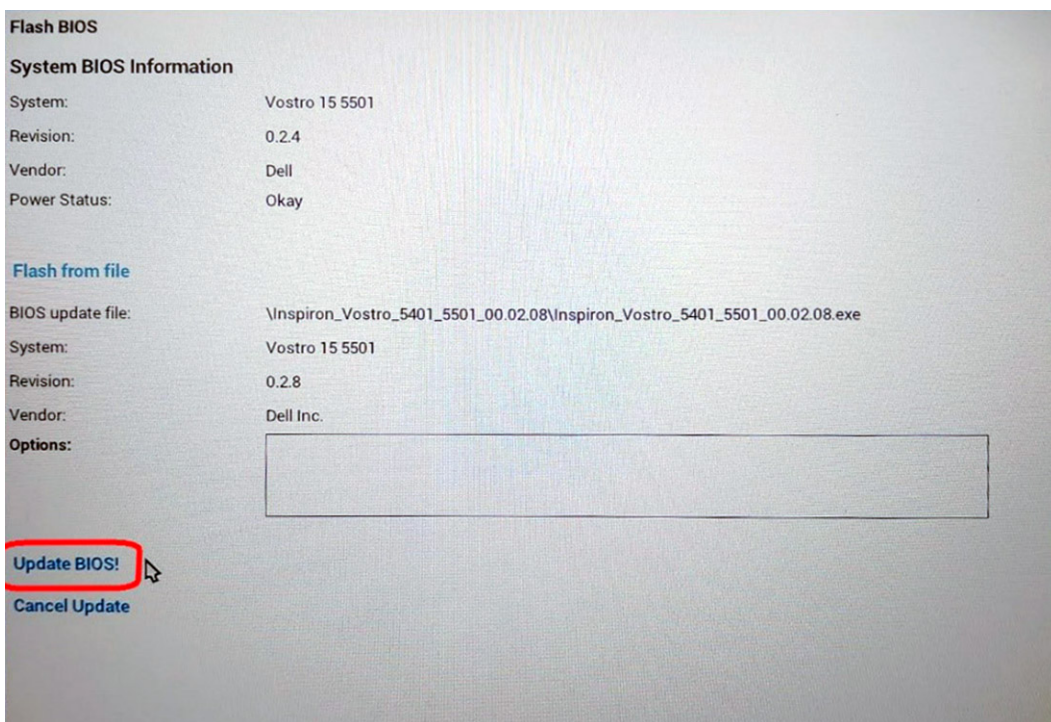 Flash BIOS
System BIOS Information
System: Vostro 15 5501
Revision: 0.2.4
Vendor: Dell
Power Status: Okay
Flash from file
BIOS update file: \Inspiron_Vostro_5401_5501_00.02.08\Inspiron_Vostro_5401_5501_00.02.08.exe
System: Vostro 15 5501
Revision: 0.2.8
Vendor: Dell Inc.
Options:
Update BIOS!
Cancel Update